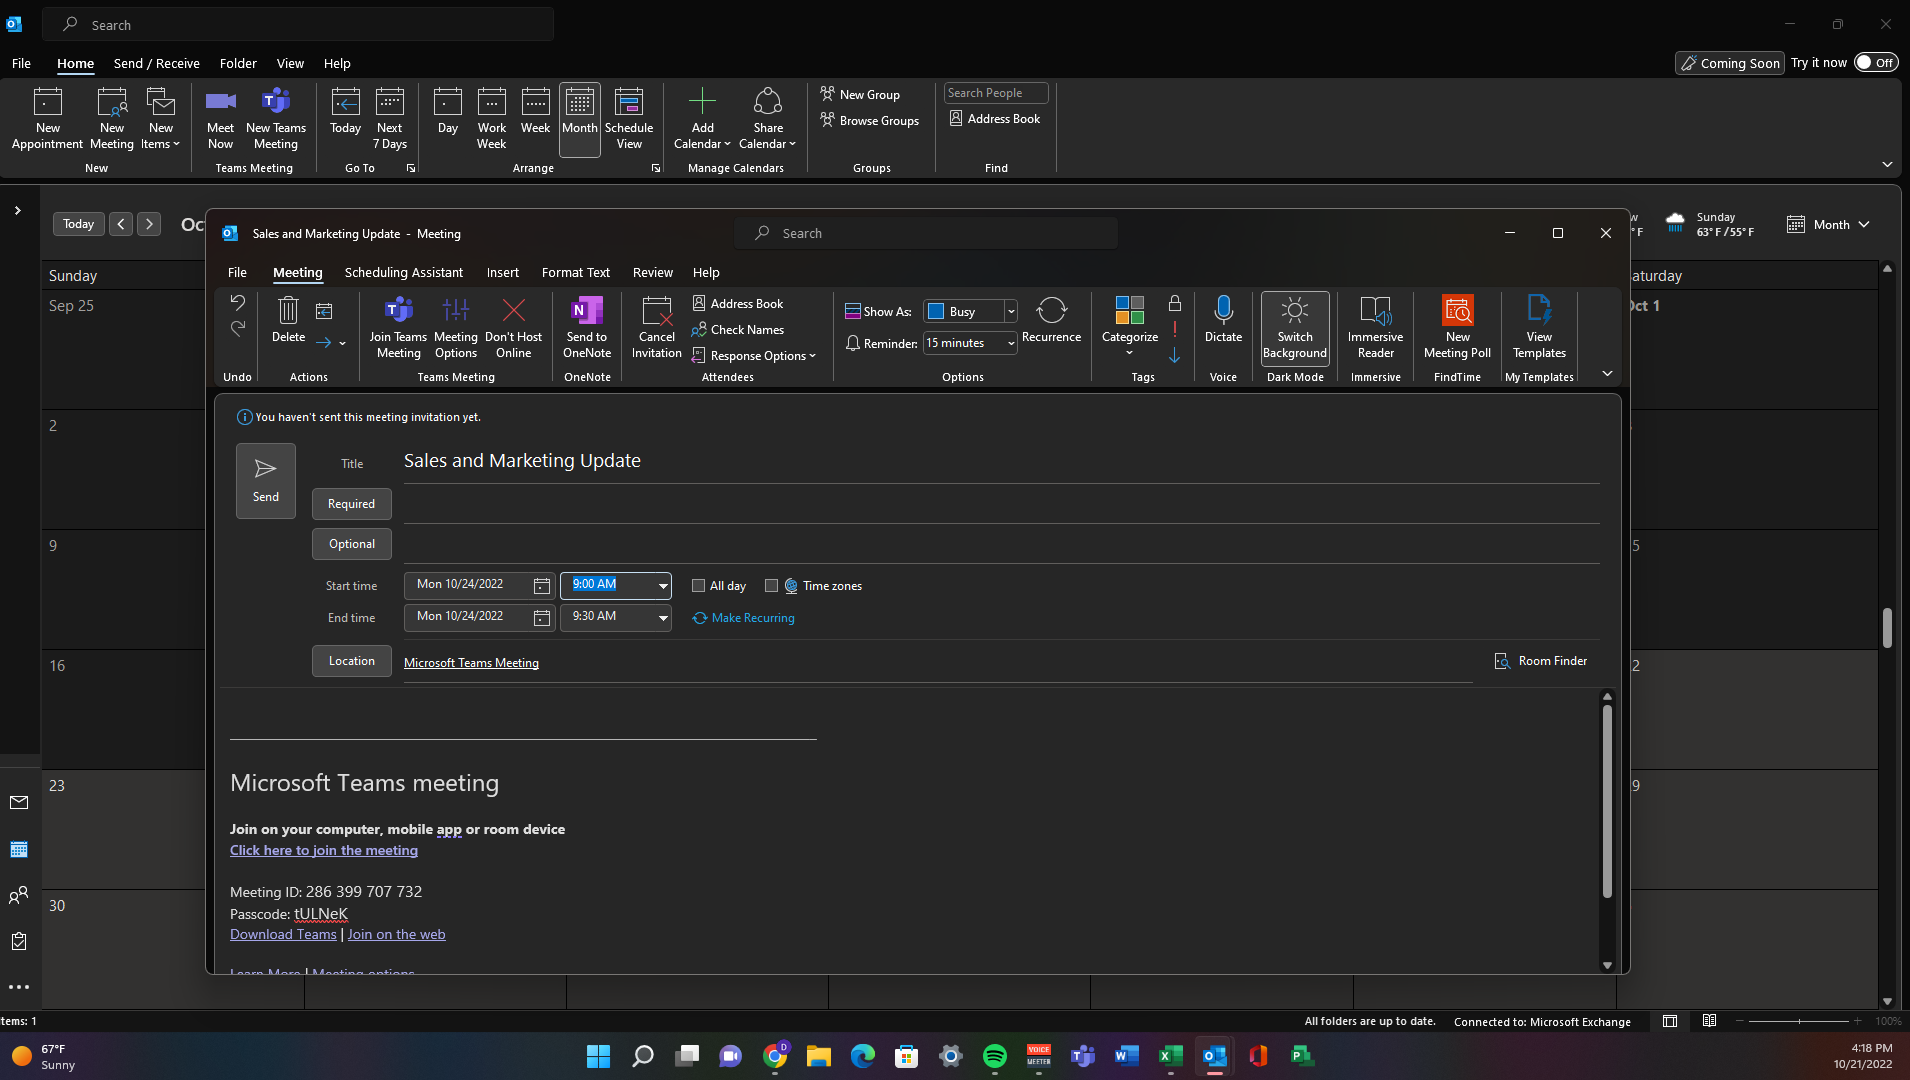 Search
File Home Send / Receive Folder View Help
Coming Soon Try it now Off
New Appointment
New Meeting
New Items
New
Meet Now
New Teams Meeting
Teams Meeting
Today
Next 7 Days
Go To
Day
Work Week
Week
Month
Schedule View
Arrange
Add Calendar
Share Calendar
Manage Calendars
New Group
Browse Groups
Groups
Search People
Address Book
Find
Today
Oc
Sunday
63°F/55°F
Month
Sunday
aturday
Sep 25
Oct 1
2
9
5
16
2
23
9
30
Sales and Marketing Update - Meeting
Search
File Meeting Scheduling Assistant Insert Format Text Review Help
Undo
Delete
Actions
Join Teams Meeting
Meeting Options
Don't Host Online
Teams Meeting
Send to OneNote
OneNote
Cancel Invitation
Address Book
Check Names
Response Options
Attendees
Show As: Busy
Reminder: 15 minutes
Recurrence
Options
Categorize
Tags
Dictate
Voice
Switch Background
Dark Mode
Immersive Reader
Immersive
New Meeting Poll
FindTime
View Templates
My Templates
You haven't sent this meeting invitation yet.
Send
Title Sales and Marketing Update
Required
Optional
Start time Mon 10/24/2022 9:00 AM All day Time zones
End time Mon 10/24/2022 9:30 AM Make Recurring
Location Microsoft Teams Meeting Room Finder
Microsoft Teams meeting
Join on your computer, mobile app or room device
Click here to join the meeting
Meeting ID: 286 399 707 732
Passcode: tULNeK
Download Teams | Join on the web
Learn More | Meeting options
tems: 1
All folders are up to date. Connected to: Microsoft Exchange 100%
67°F
Sunny
D
VOICE
MEETER
4:18 PM
10/21/2022